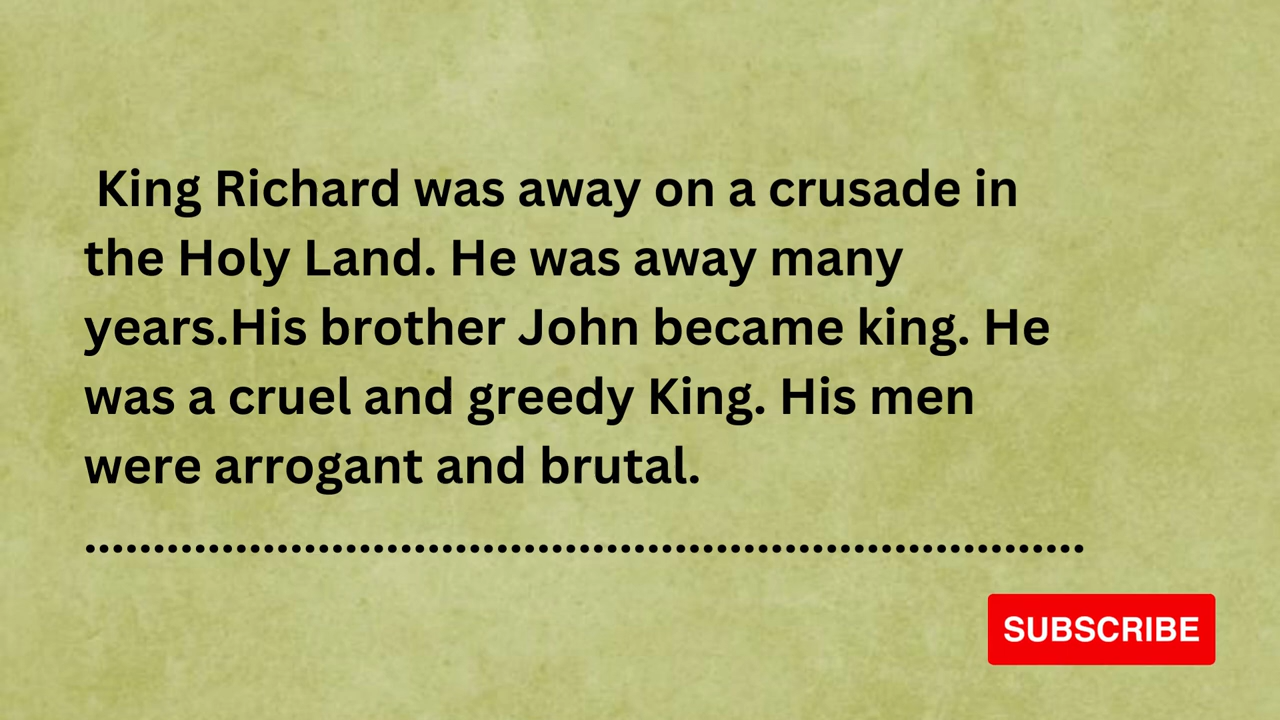 King Richard was away on a crusade in
the Holy Land. He was away many
years.His brother John became king. He
was a cruel and greedy King. His men
were arrogant and brutal.
..........................................................................
SUBSCRIBE